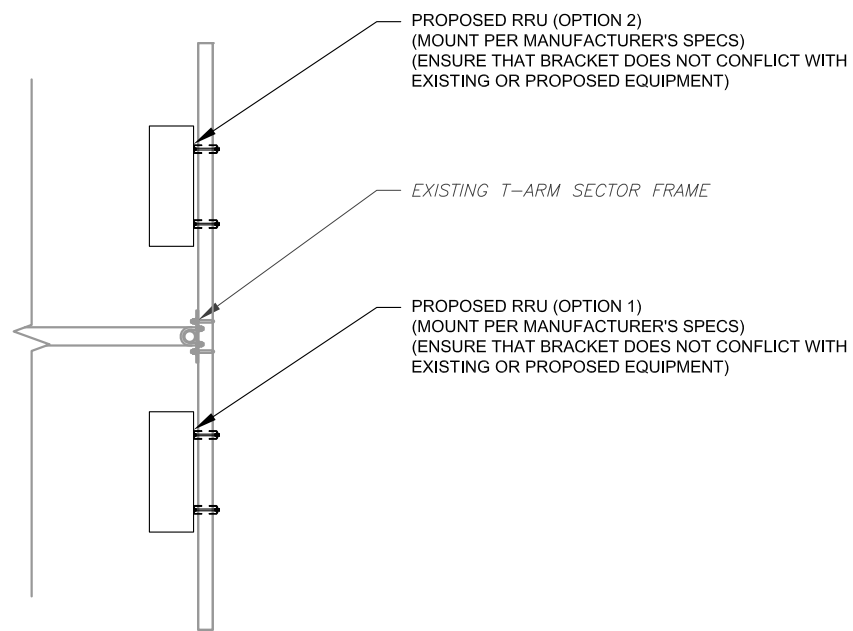 PROPOSED RRU (OPTION 2)
(MOUNT PER MANUFACTURER'S SPECS)
(ENSURE THAT BRACKET DOES NOT CONFLICT WITH
EXISTING OR PROPOSED EQUIPMENT)
EXISTING T-ARM SECTOR FRAME
PROPOSED RRU (OPTION 1)
(MOUNT PER MANUFACTURER'S SPECS)
(ENSURE THAT BRACKET DOES NOT CONFLICT WITH
EXISTING OR PROPOSED EQUIPMENT)